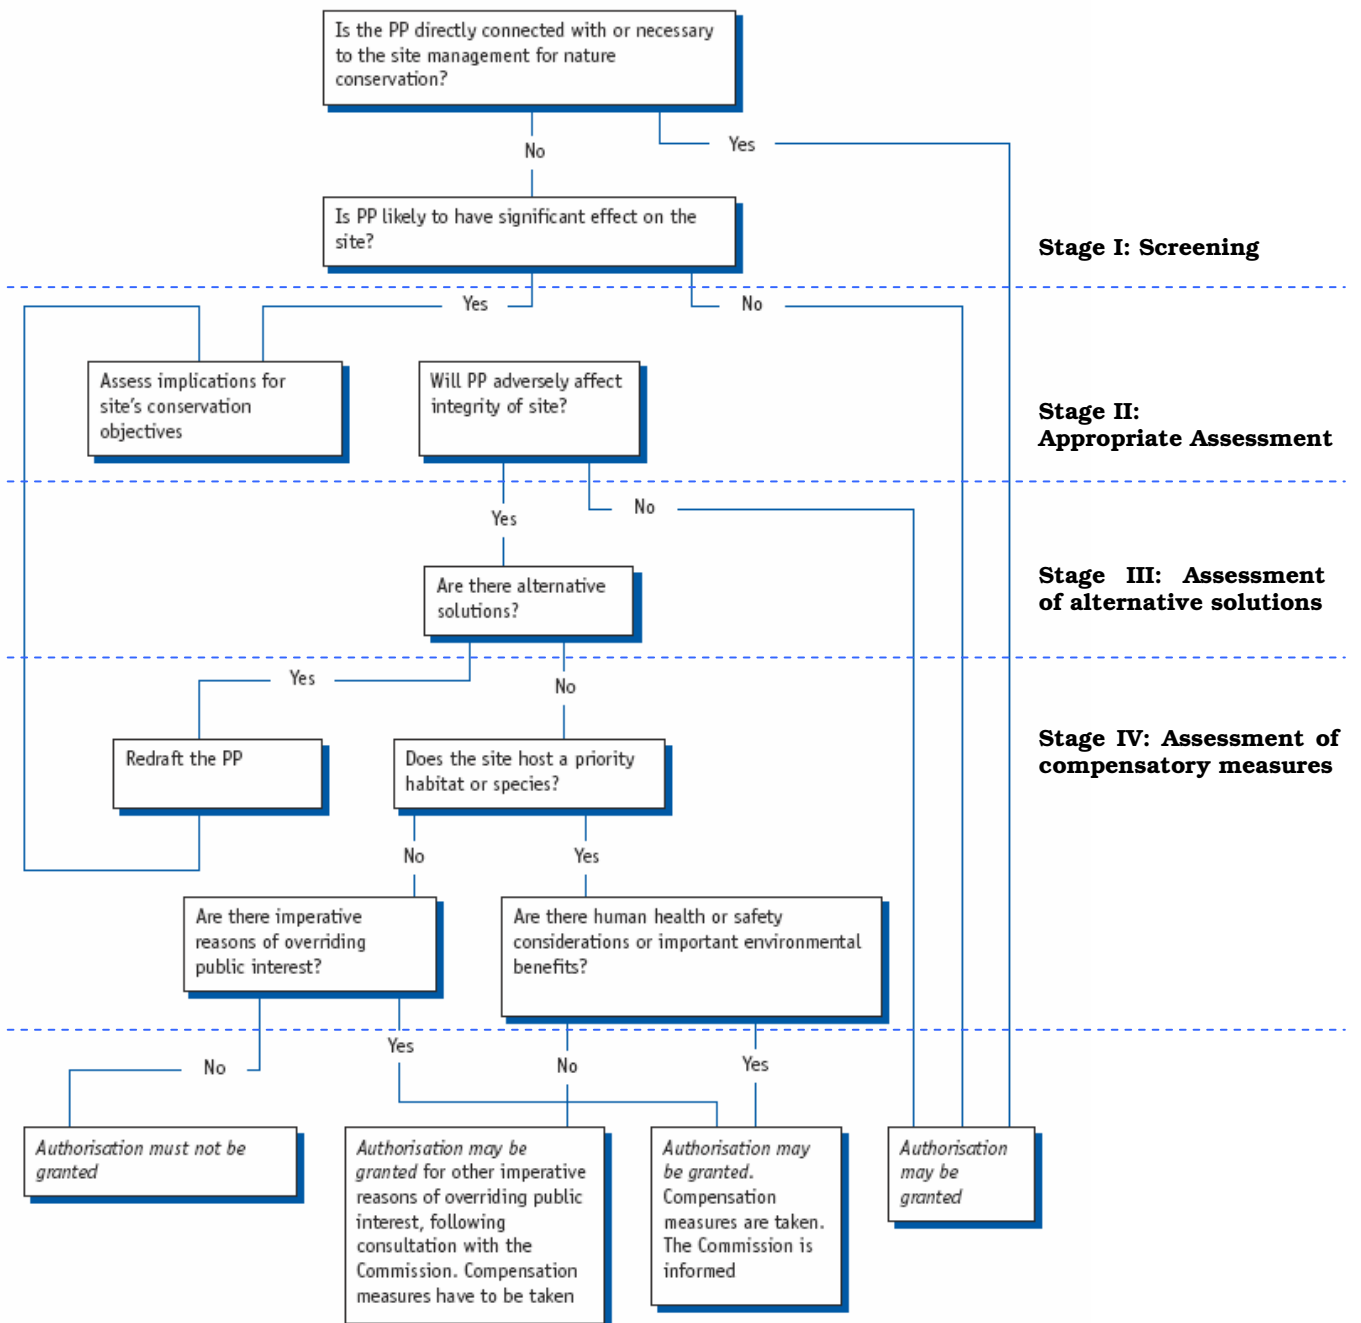 Is the PP directly connected with or necessary
to the site management for nature
conservation?
No
Yes
Is PP likely to have significant effect on the
site?
Stage I: Screening
Yes
No
Assess implications for
site's conservation
objectives
Will PP adversely affect
integrity of site?
Stage II:
Appropriate Assessment
Yes
No
Are there alternative
solutions?
Stage III: Assessment
of alternative solutions
Yes
No
Redraft the PP
Does the site host a priority
habitat or species?
Stage IV: Assessment of
compensatory measures
No
Yes
Are there imperative
reasons of overriding
public interest?
Are there human health or safety
considerations or important environmental
benefits?
No
Yes
No
Yes
Authorisation must not be
granted
Authorisation may be
granted for other imperative
reasons of overriding public
interest, following
consultation with the
Commission. Compensation
measures have to be taken
Authorisation may
be granted.
Compensation
measures are taken.
The Commission is
informed
Authorisation
may be
granted